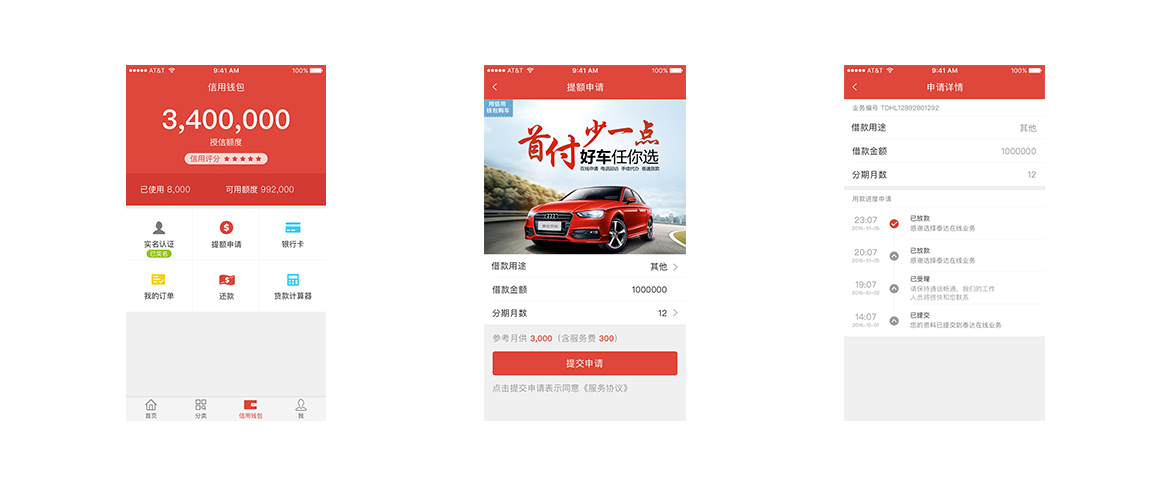 AT&T
9:41 AM
100%
信用钱包
3,400,000
授信额度
信用评分 ★★★★★
已使用 8,000
可用额度 992,000
实名认证
提额申请
银行卡
已实名
我的订单
还款
贷款计算器
首页
分类
信用钱包
我
AT&T
9:41 AM
100%
提额申请
用信用
钱包购车
首付少一点
好车任你选
在线申请 电话回访 手续代办 极速放款
借款用途
其他
借款金额
1000000
分期月数
12
参考月供 3,000（含服务费 300）
提交申请
点击提交申请表示同意《服务协议》
AT&T
9:41 AM
100%
申请详情
业务编号 TDHL12892801292
借款用途
其他
借款金额
1000000
分期月数
12
用款进度申请
23:07
已放款
2016-10-06
感谢选择泰达在线业务
20:07
已放款
2016-10-05
感谢选择泰达在线业务
19:07
已受理
2016-10-02
请保持通话畅通，我们的工作
人员将很快和您联系
14:07
已提交
2016-10-01
您的资料已提交到泰达在线业务